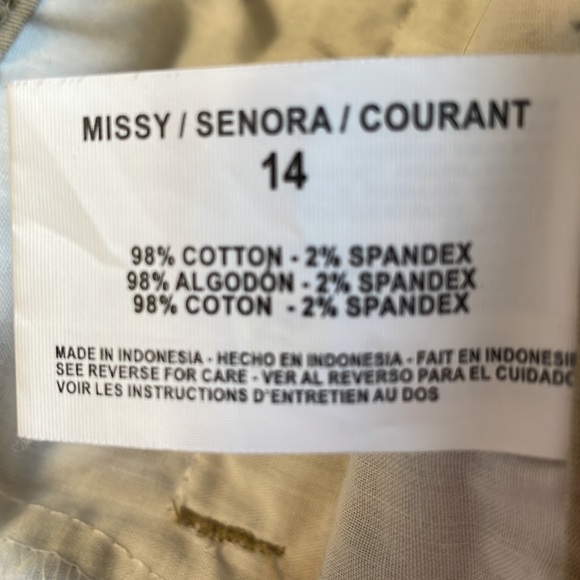 MISSY / SENORA / COURANT
14
98% COTTON - 2% SPANDEX
98% ALGODÓN - 2% SPANDEX
98% COTON - 2% SPANDEX
MADE IN INDONESIA - HECHO EN INDONESIA - FAIT EN INDONESI
SEE REVERSE FOR CARE - VER AL REVERSO PARA EL CUIDADO
VOIR LES INSTRUCTIONS D'ENTRETIEN AU DOS